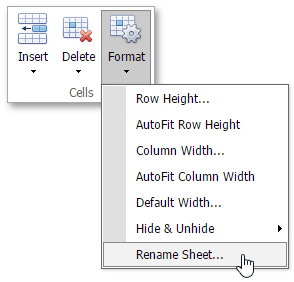 Insert Delete Format
Cells
Row Height...
AutoFit Row Height
Column Width...
AutoFit Column Width
Default Width...
Hide & Unhide
Rename Sheet...